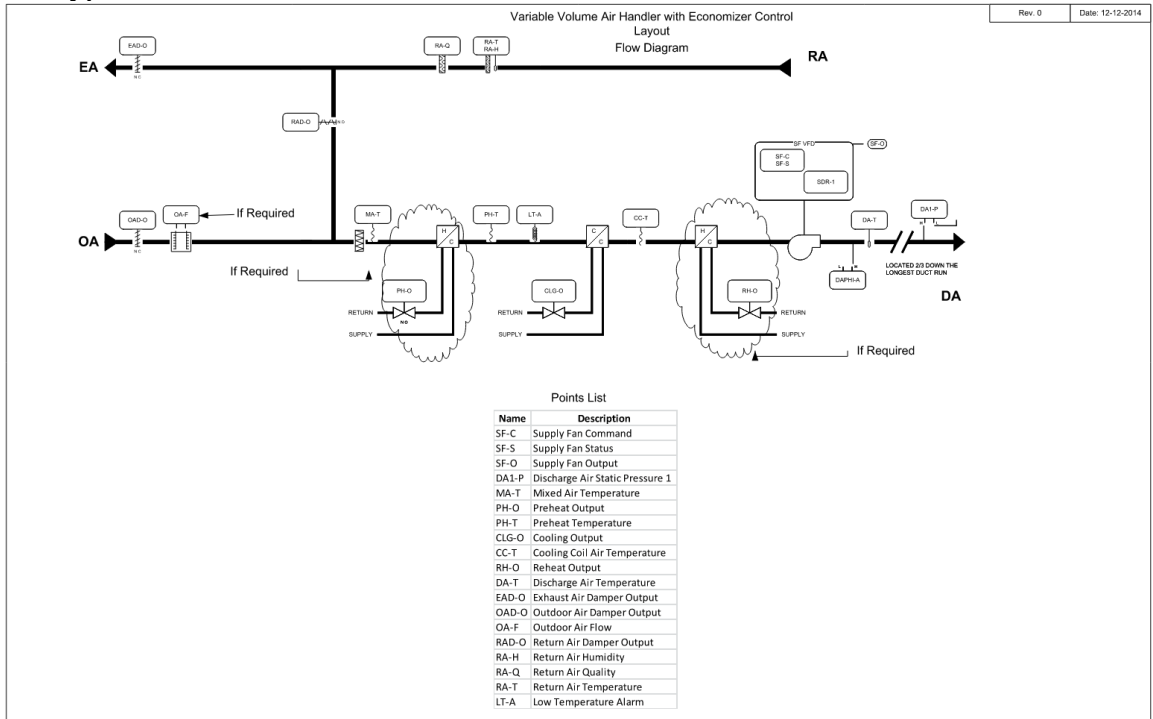 Variable Volume Air Handler with Economizer Control
Layout
Flow Diagram
Rev. 0
Date: 12-12-2014
EAD-O
RA-Q
RA-T
RA-H
EA
RA
N C
RAD-O
N O
SF VFD
SF-O
SF-C
SF-S
SDR-1
OAD-O
OA-F
If Required
MA-T
PH-T
LT-A
CC-T
DA-T
DA1-P
H
L
OA
N C
H
C
C
C
H
C
L
H
DAPHI-A
LOCATED 2/3 DOWN THE
LONGEST DUCT RUN
DA
If Required
PH-O
CLG-O
RH-O
RETURN
N O
RETURN
RETURN
SUPPLY
SUPPLY
SUPPLY
If Required
Points List
Name Description
SF-C Supply Fan Command
SF-S Supply Fan Status
SF-O Supply Fan Output
DA1-P Discharge Air Static Pressure 1
MA-T Mixed Air Temperature
PH-O Preheat Output
PH-T Preheat Temperature
CLG-O Cooling Output
CC-T Cooling Coil Air Temperature
RH-O Reheat Output
DA-T Discharge Air Temperature
EAD-O Exhaust Air Damper Output
OAD-O Outdoor Air Damper Output
OA-F Outdoor Air Flow
RAD-O Return Air Damper Output
RA-H Return Air Humidity
RA-Q Return Air Quality
RA-T Return Air Temperature
LT-A Low Temperature Alarm